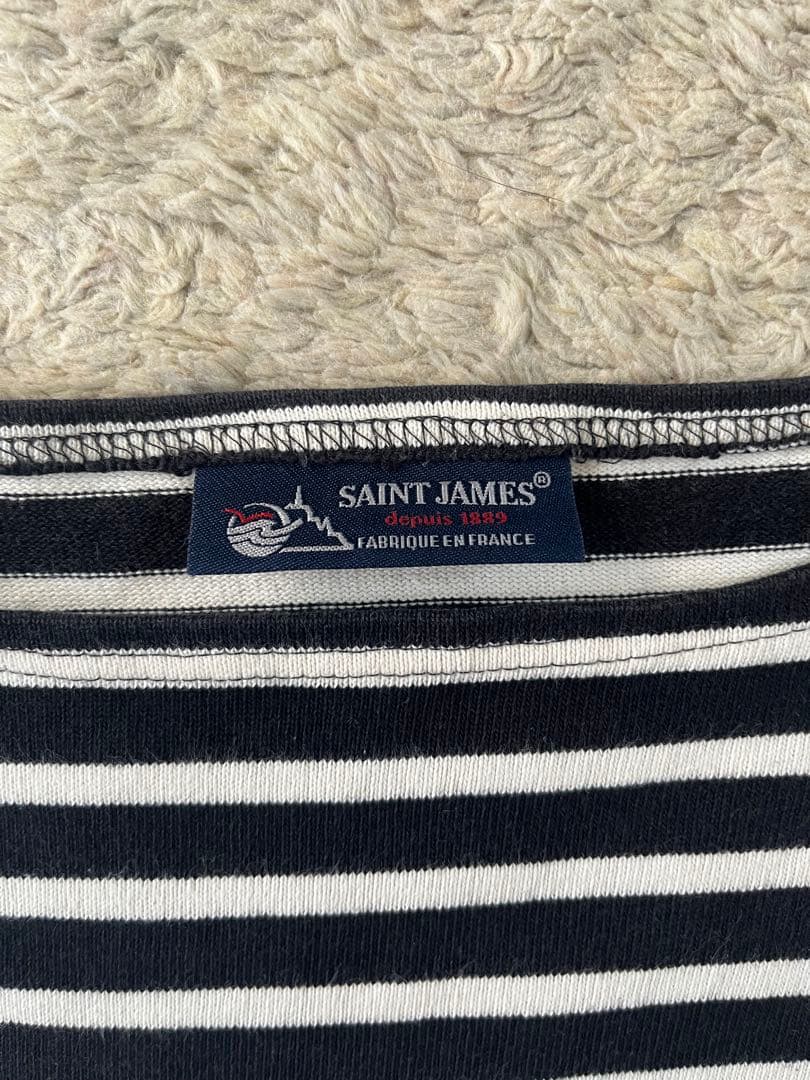 SAINT JAMES®
depuis 1889
FABRIQUE EN FRANCE